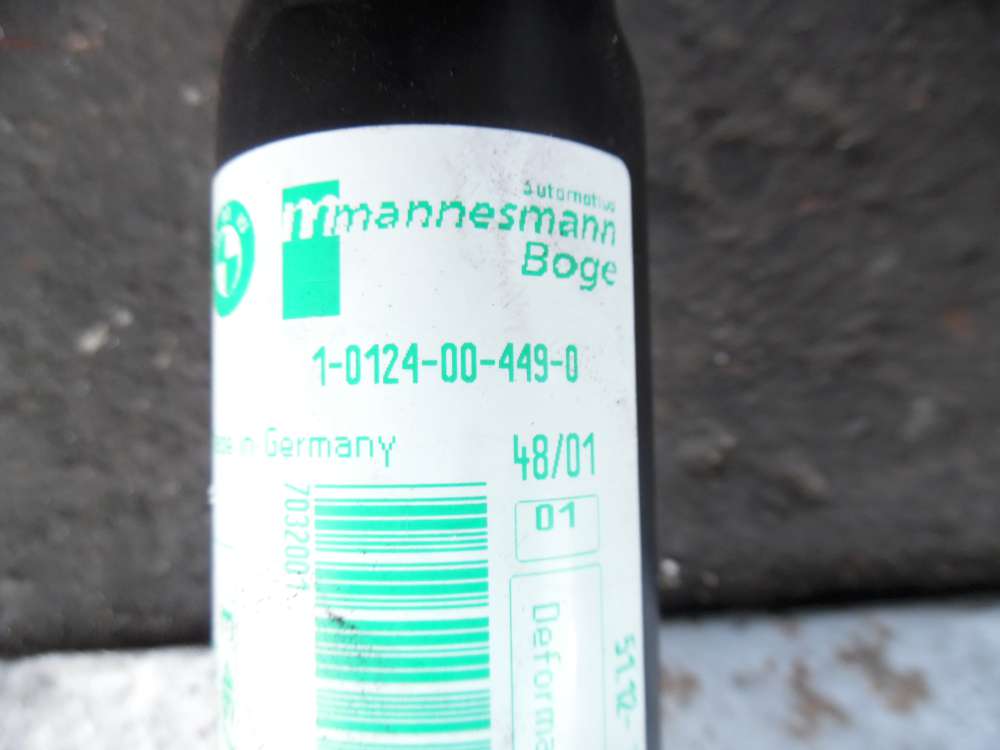 automotive
mannesmann
Boge
1-0124-00-449-0
in Germany
48/01
01
7032001
Deforma